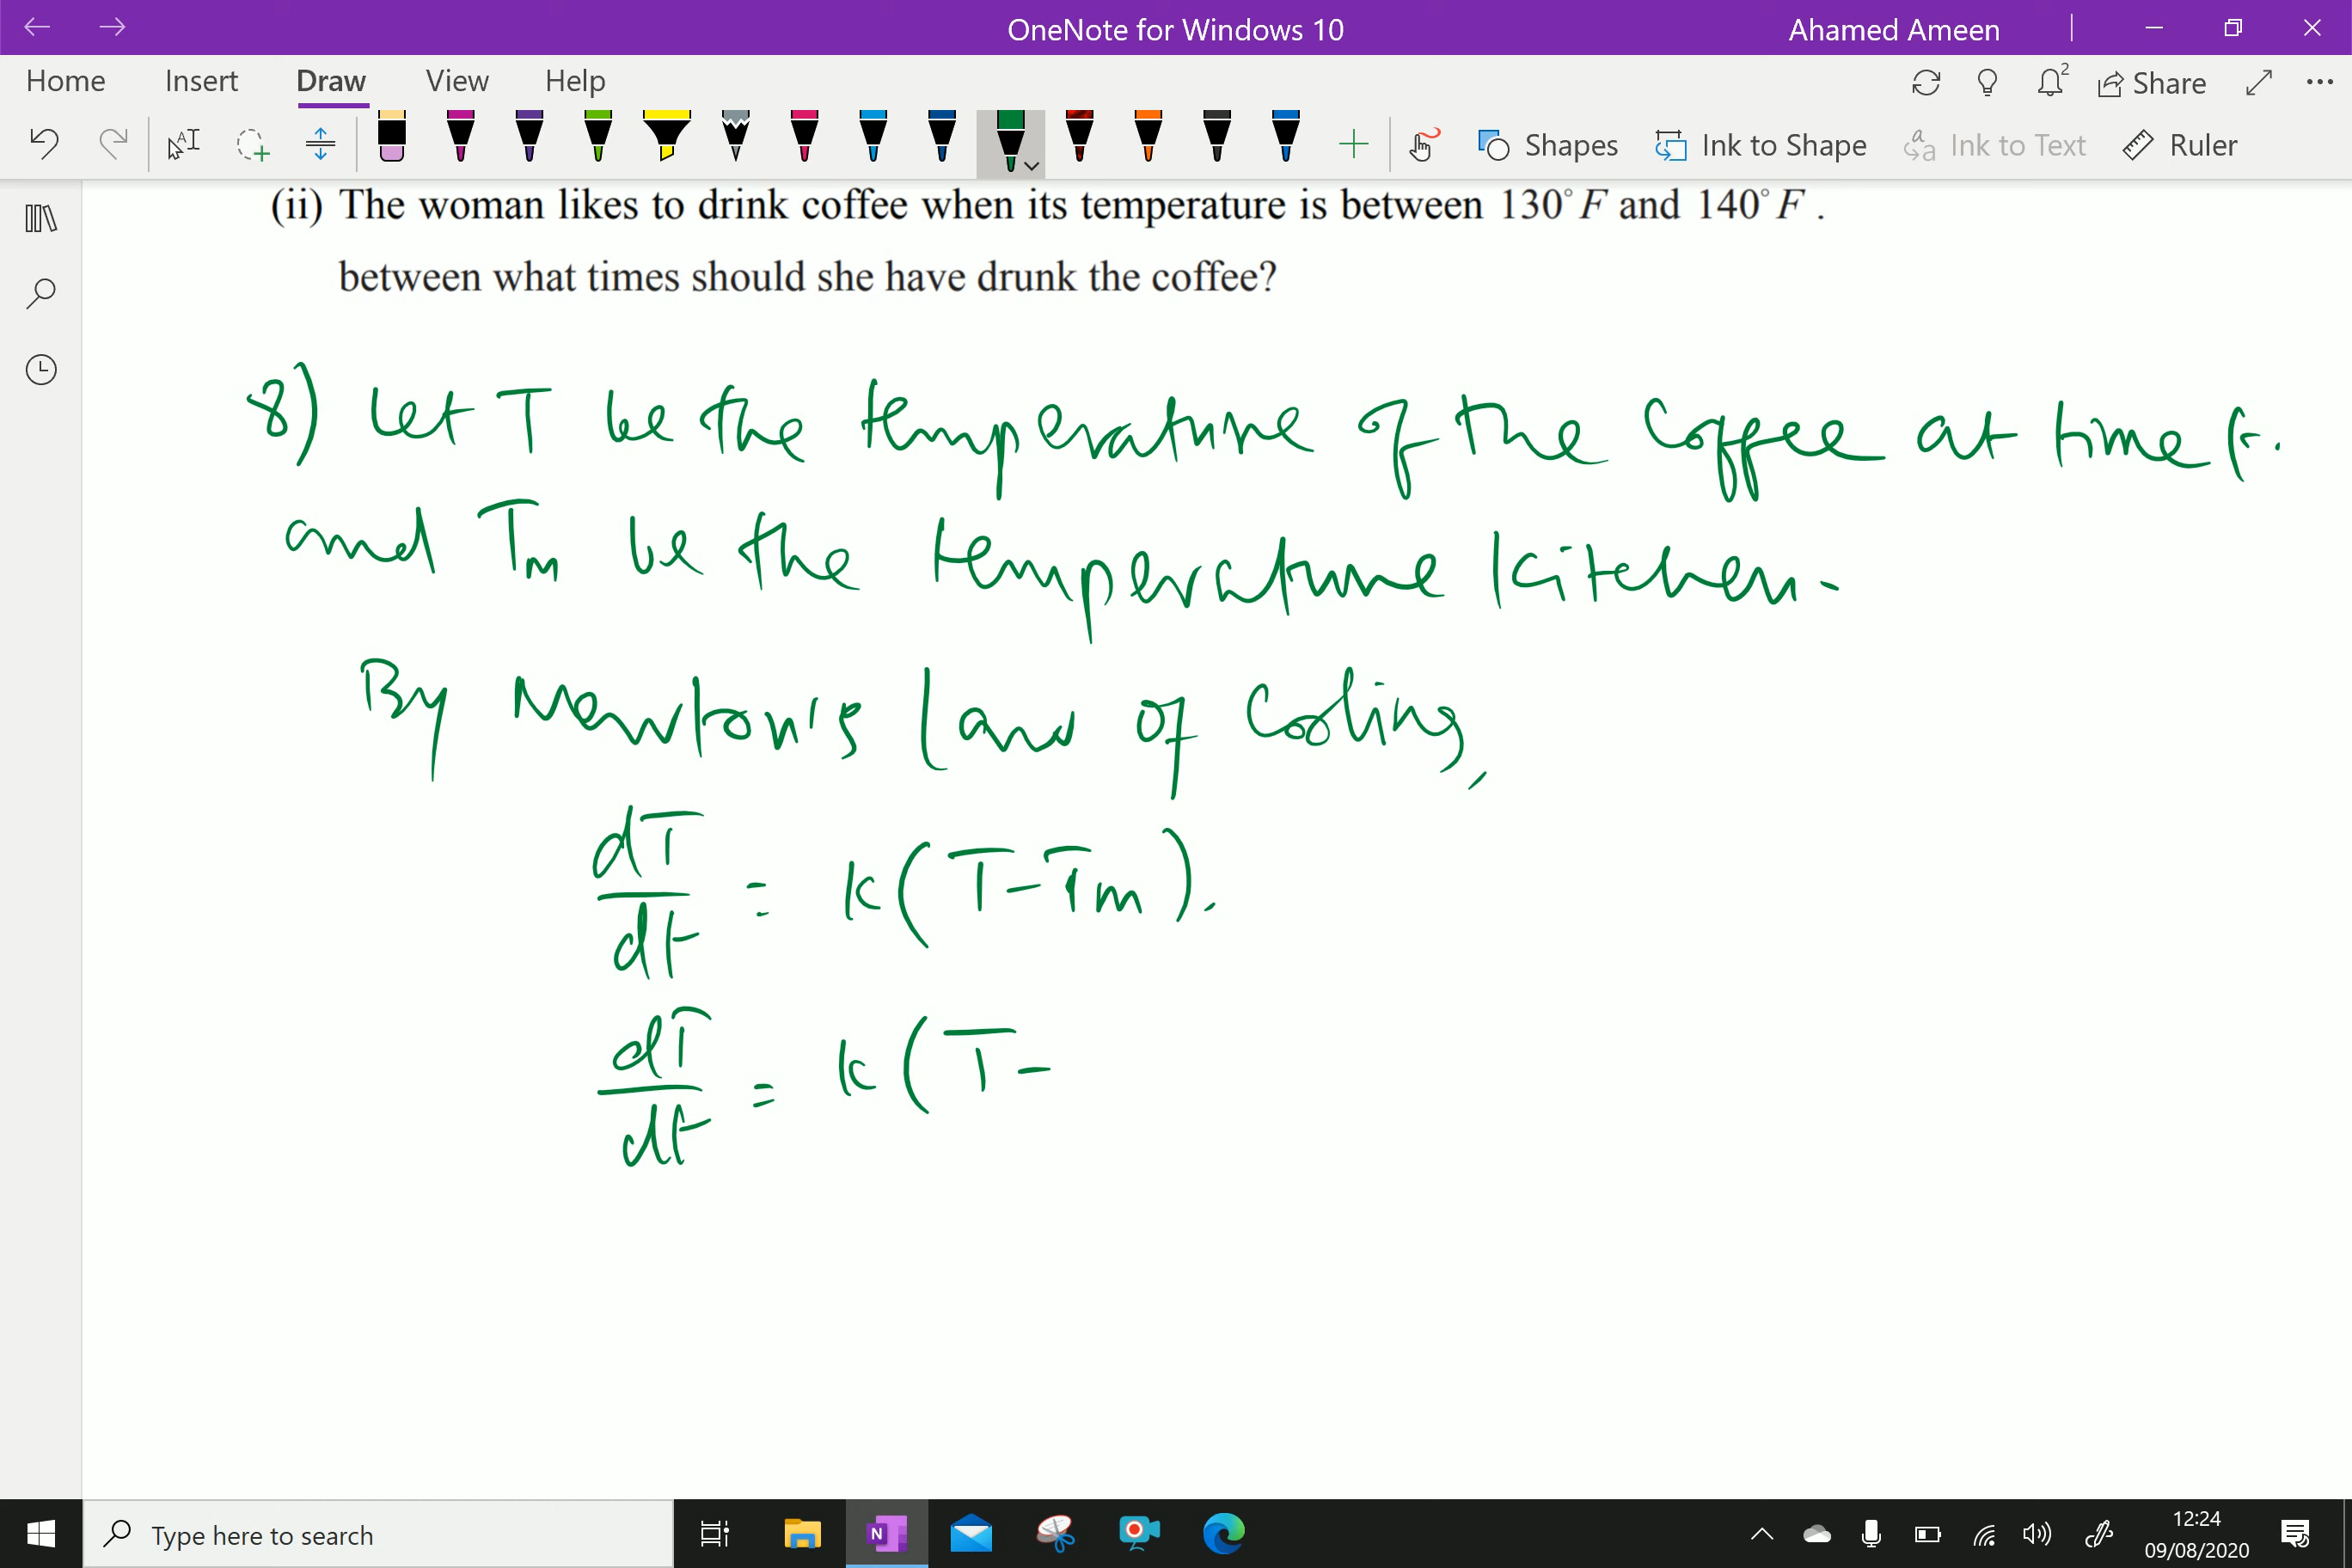 OneNote for Windows 10
Ahamed Ameen
Home Insert Draw View Help
2 Share
Shapes Ink to Shape Ink to Text Ruler
(ii) The woman likes to drink coffee when its temperature is between 130°F and 140°F.
between what times should she have drunk the coffee?
8) Let T be the temperature of the Coffee at time t.
and Tm be the temperature kitchen.
By Newton's Law of Cooling,
dT/dt = k(T-Tm).
dT/dt = k(T-
Type here to search
12:24
09/08/2020